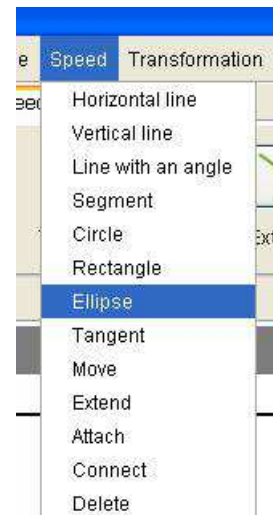 e Speed Transformation
Horizontal line
Vertical line
Line with an angle
Segment
Circle
Rectangle
Ellipse
Tangent
Move
Extend
Attach
Connect
Delete